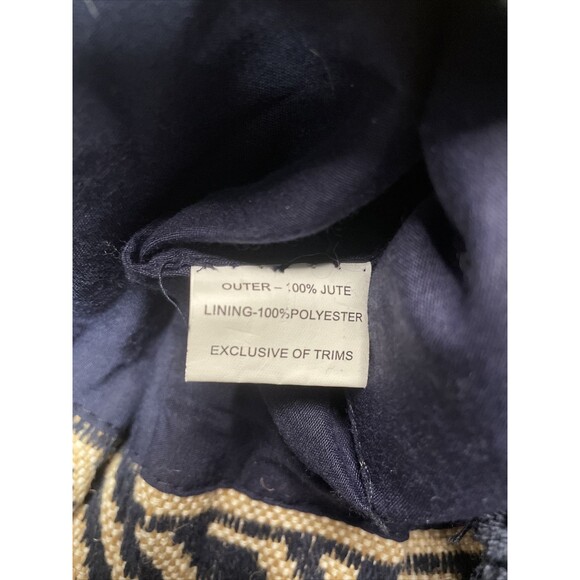 OUTER – 100% JUTE
LINING-100%POLYESTER
EXCLUSIVE OF TRIMS